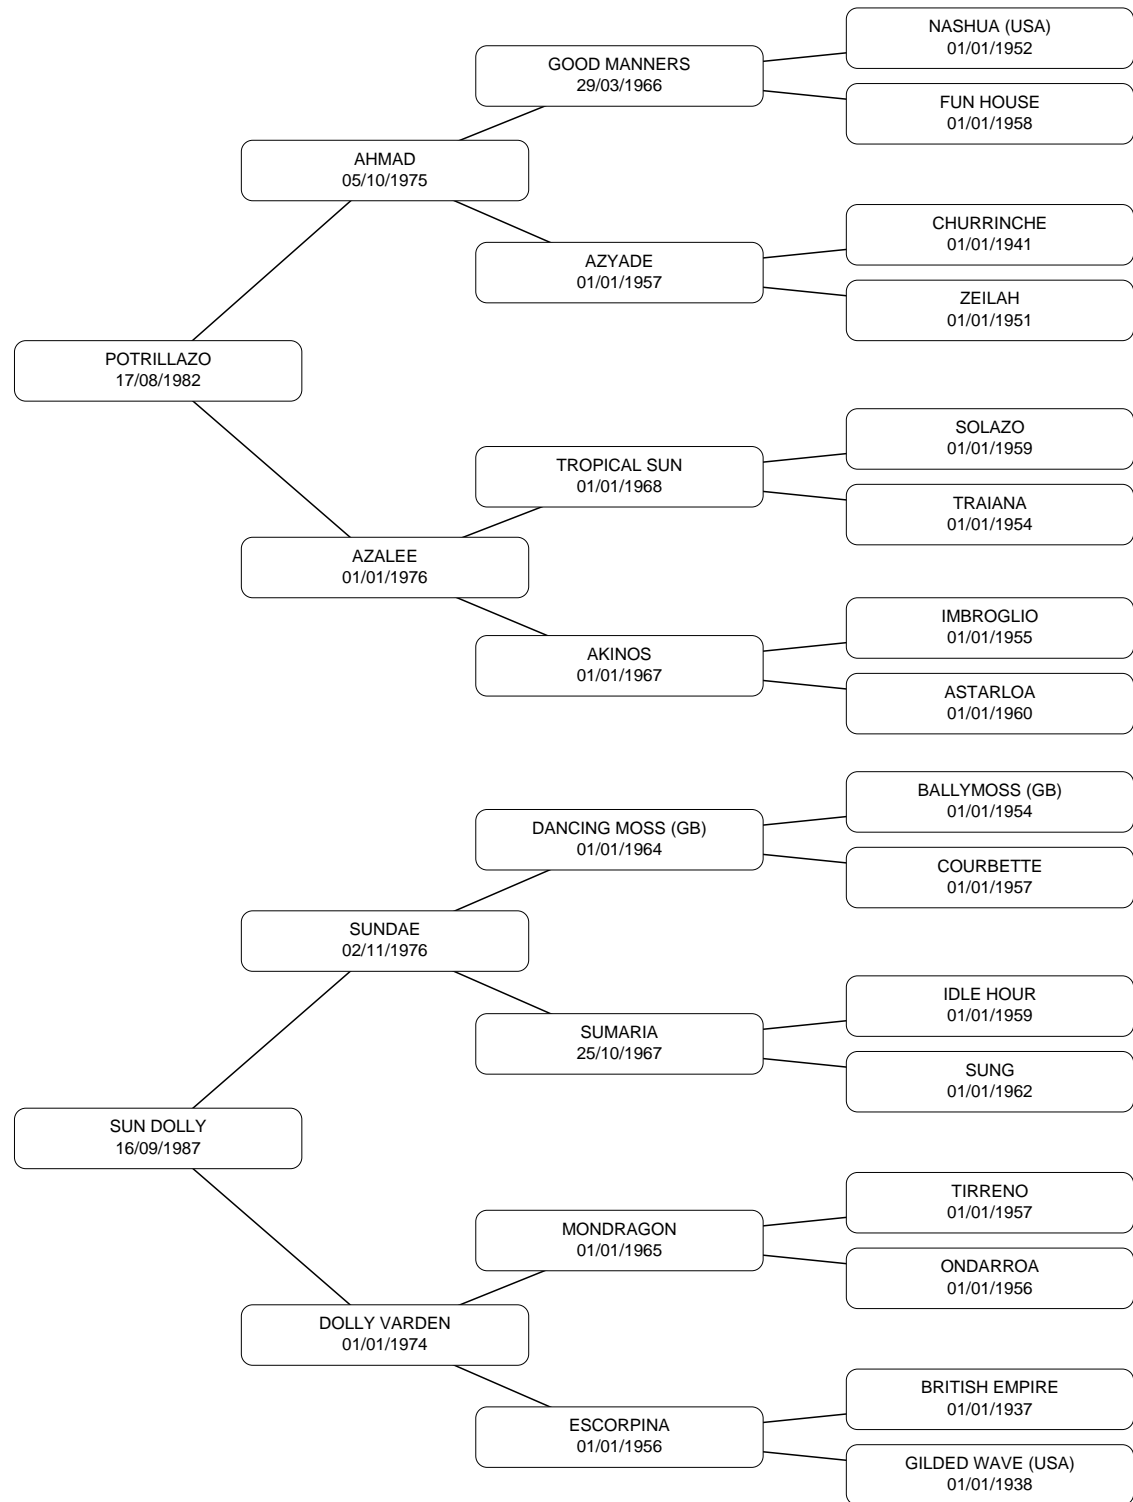 NASHUA (USA)
01/01/1952
GOOD MANNERS
29/03/1966
FUN HOUSE
01/01/1958
AHMAD
05/10/1975
CHURRINCHE
01/01/1941
AZYADE
01/01/1957
ZEILAH
01/01/1951
POTRILLAZO
17/08/1982
SOLAZO
01/01/1959
TROPICAL SUN
01/01/1968
TRAIANA
01/01/1954
AZALEE
01/01/1976
IMBROGLIO
01/01/1955
AKINOS
01/01/1967
ASTARLOA
01/01/1960
BALLYMOSS (GB)
01/01/1954
DANCING MOSS (GB)
01/01/1964
COURBETTE
01/01/1957
SUNDAE
02/11/1976
IDLE HOUR
01/01/1959
SUMARIA
25/10/1967
SUNG
01/01/1962
SUN DOLLY
16/09/1987
TIRRENO
01/01/1957
MONDRAGON
01/01/1965
ONDARROA
01/01/1956
DOLLY VARDEN
01/01/1974
BRITISH EMPIRE
01/01/1937
ESCORPINA
01/01/1956
GILDED WAVE (USA)
01/01/1938